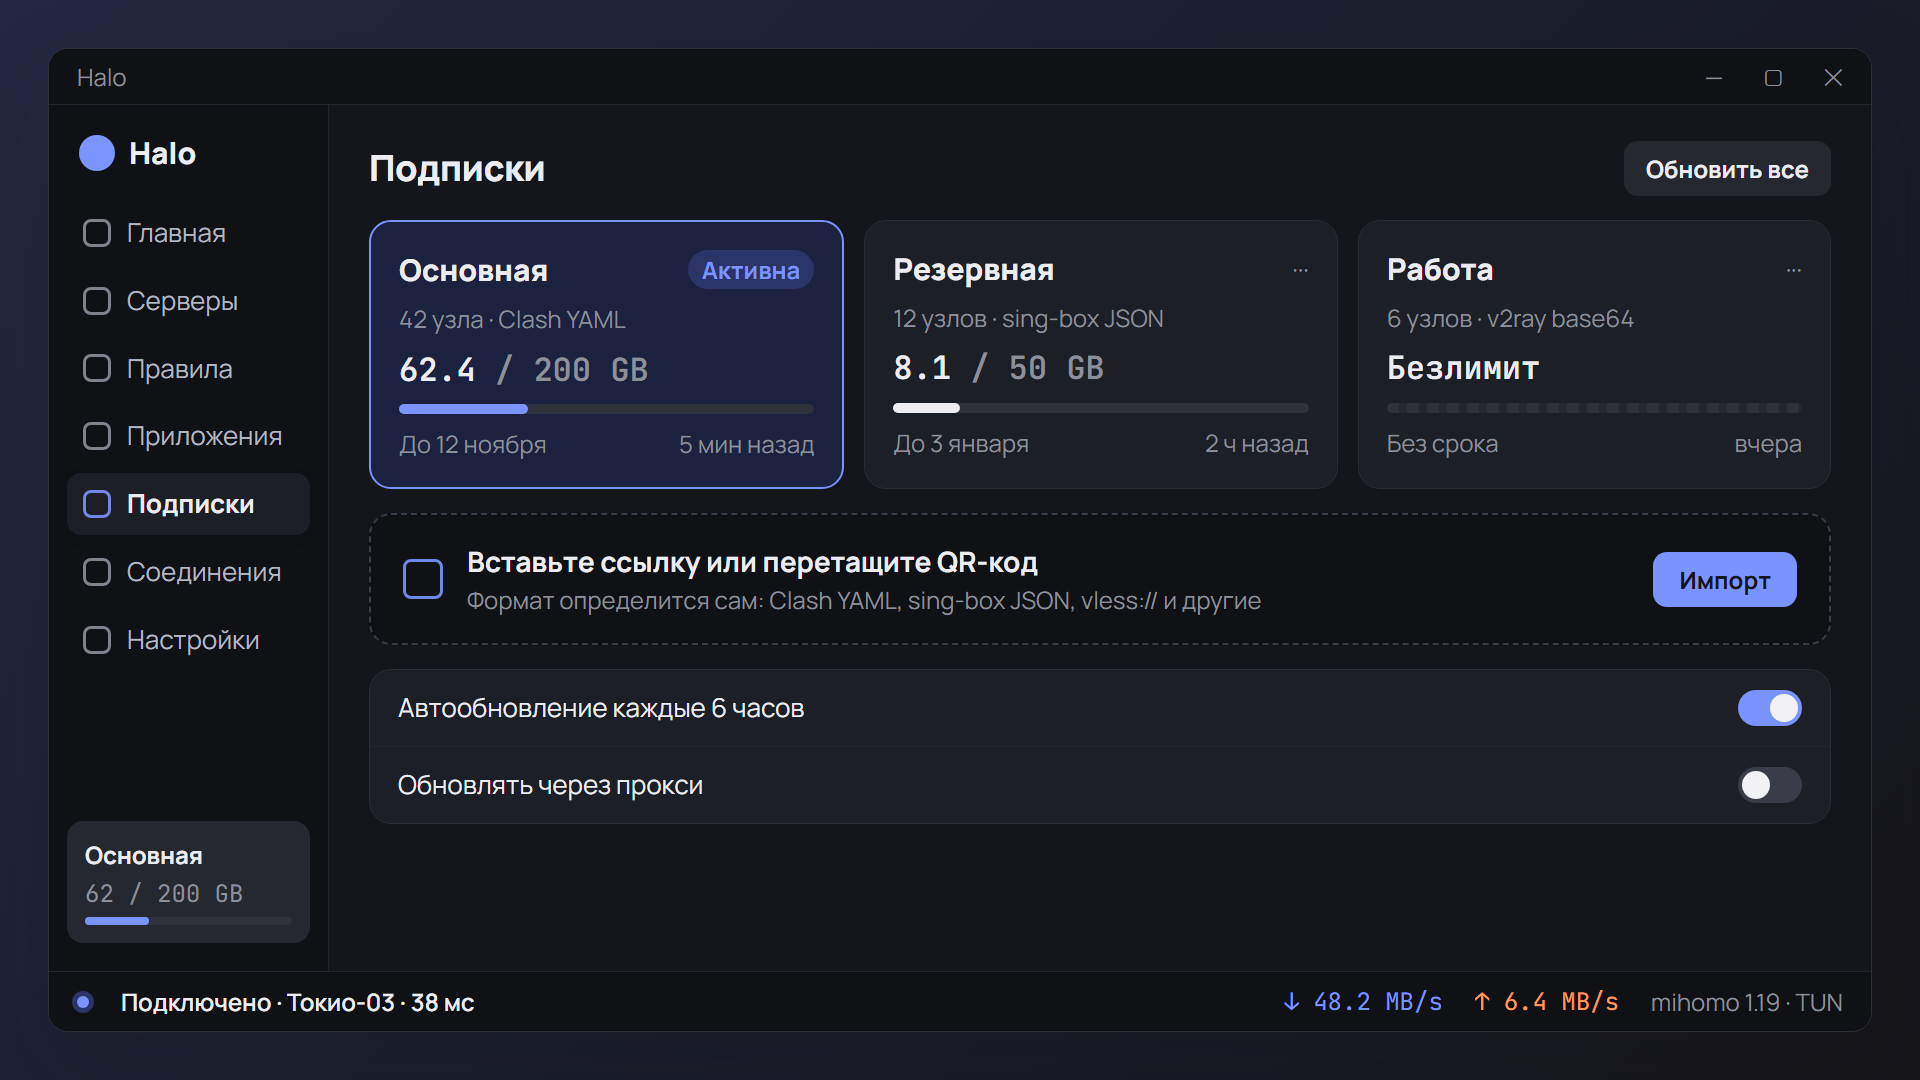 Halo
Halo
Главная
Серверы
Правила
Приложения
Подписки
Соединения
Настройки
Основная
62 / 200 GB
Подписки
Обновить все
Основная
Активна
42 узла · Clash YAML
62.4 / 200 GB
До 12 ноября
5 мин назад
Резервная
...
12 узлов · sing-box JSON
8.1 / 50 GB
До 3 января
2 ч назад
Работа
...
6 узлов · v2ray base64
Безлимит
Без срока
вчера
Вставьте ссылку или перетащите QR-код
Формат определится сам: Clash YAML, sing-box JSON, vless:// и другие
Импорт
Автообновление каждые 6 часов
Обновлять через прокси
Подключено · Токио-03 · 38 мс
↓ 48.2 MB/s
↑ 6.4 MB/s
mihomo 1.19 · TUN